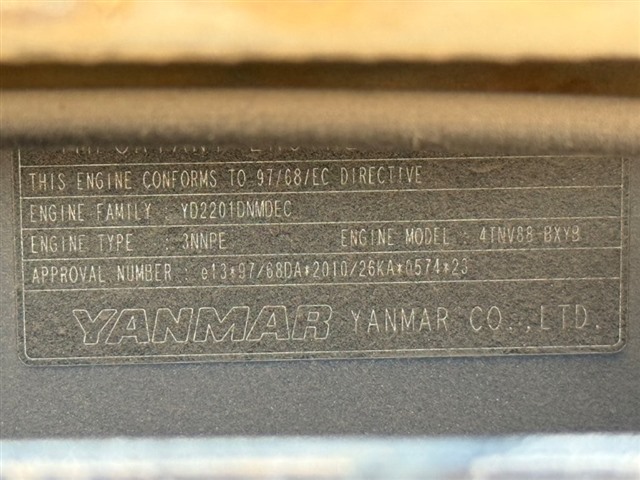 THIS ENGINE CONFORMS TO 97/68/EC DIRECTIVE
ENGINE FAMILY : YD2201DNMDEC
ENGINE TYPE : 3NNPE ENGINE MODEL : 4TNV88-BXYB
APPROVAL NUMBER : e13*97/68DA*2010/26KA*0574*23
YANMAR YANMAR CO.,LTD.